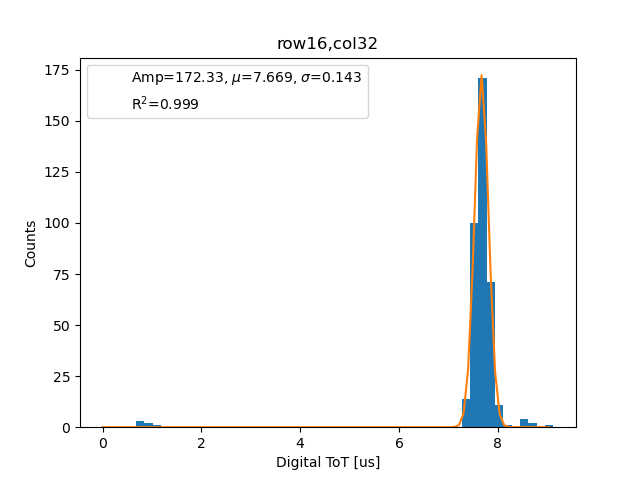 row16,col32
Amp=172.33, μ=7.669, σ=0.143
R²=0.999
175
150
125
100
75
50
25
0
Counts
0 2 4 6 8
Digital ToT [us]